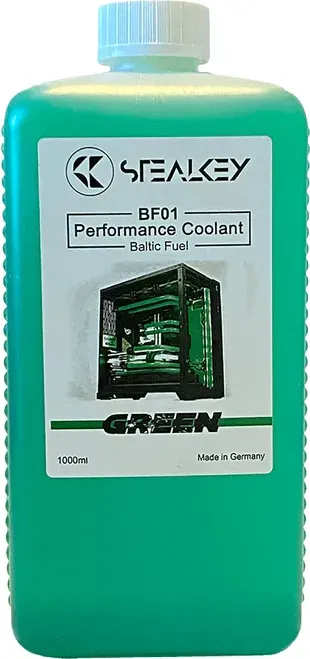 STEALKEY
BF01
Performance Coolant
Baltic Fuel
GREEN
1000ml
Made in Germany